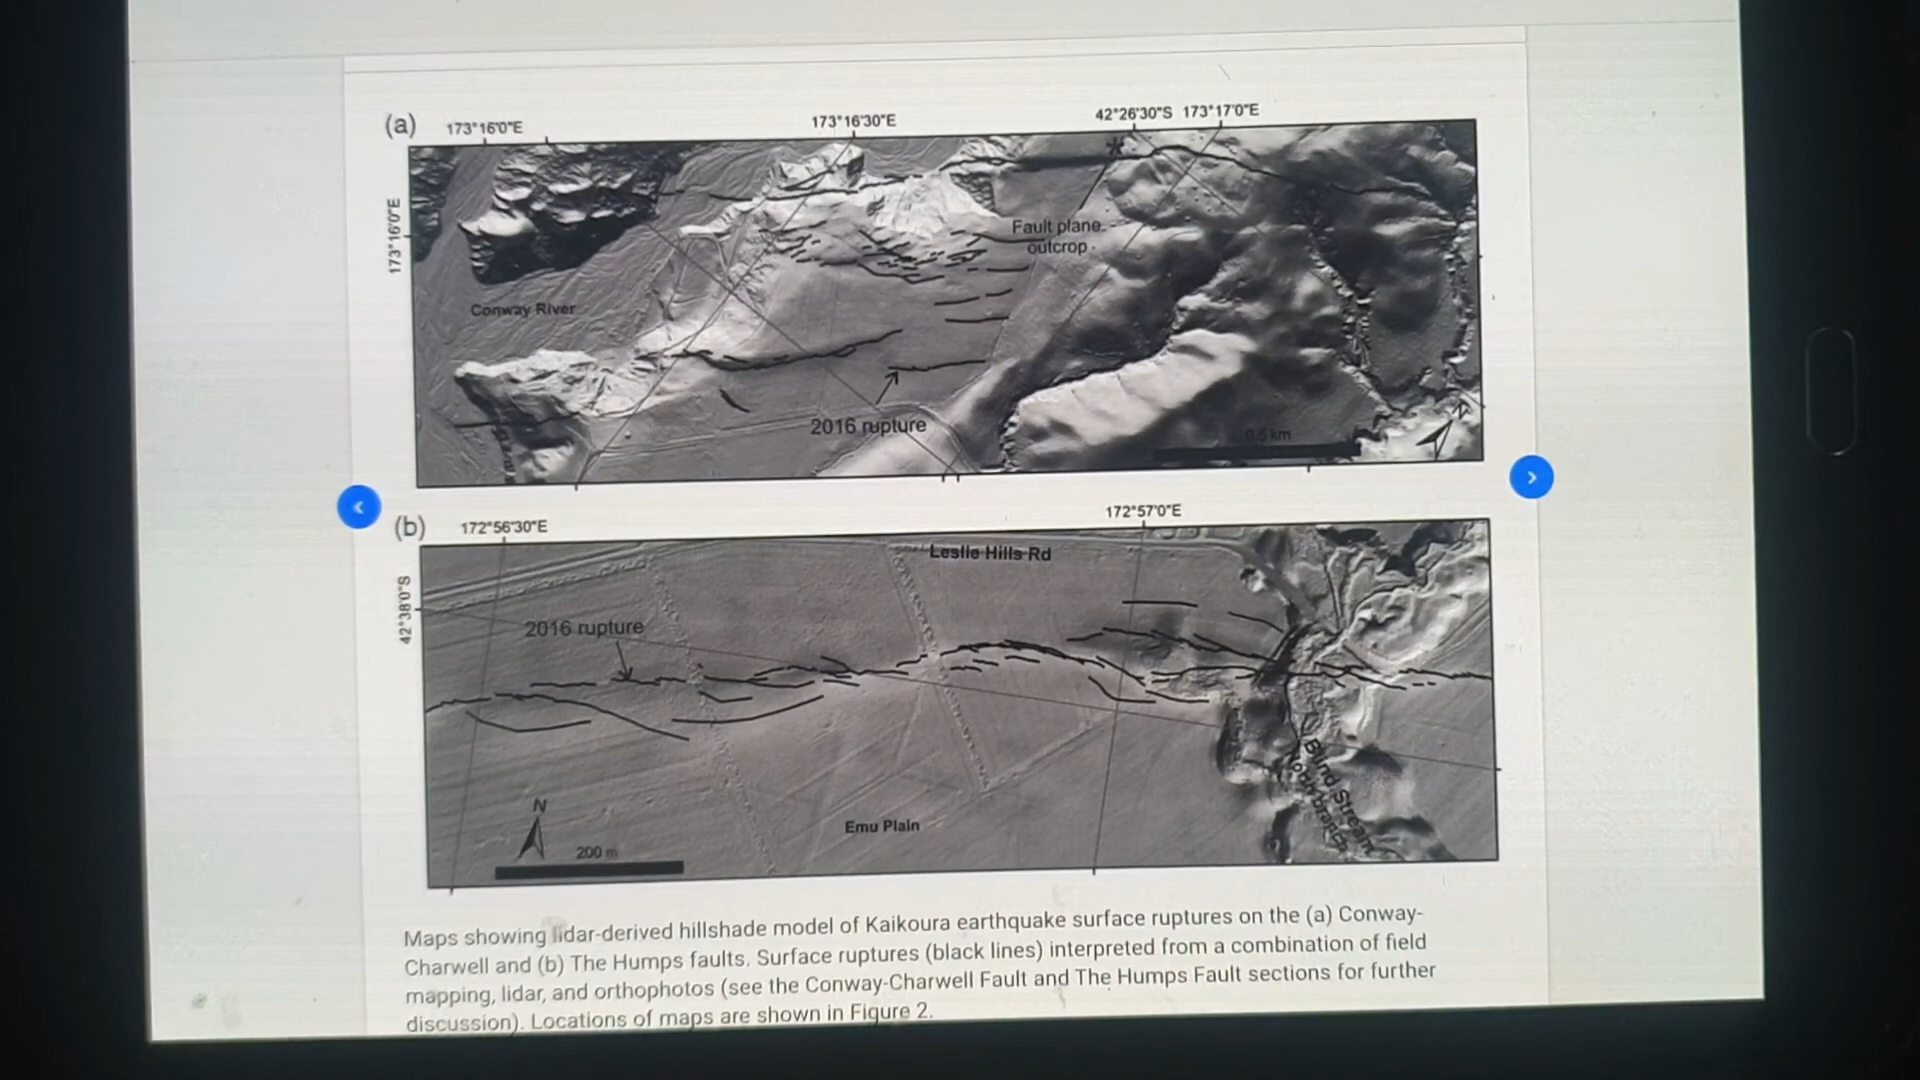 (a)
173°16'0"E
173°16'30"E
42°26'30"S 173°17'0"E
173°16'0"E
Fault plane
outcrop
Conway River
2016 rupture
0.5 km
(b)
172°56'30"E
172°57'0"E
42°38'0"S
Leslie Hills Rd
2016 rupture
N
200 m
Emu Plain
Blind Stream
north branch
Maps showing lidar-derived hillshade model of Kaikoura earthquake surface ruptures on the (a) Conway-
Charwell and (b) The Humps faults. Surface ruptures (black lines) interpreted from a combination of field
mapping, lidar, and orthophotos (see the Conway-Charwell Fault and The Humps Fault sections for further
discussion). Locations of maps are shown in Figure 2.